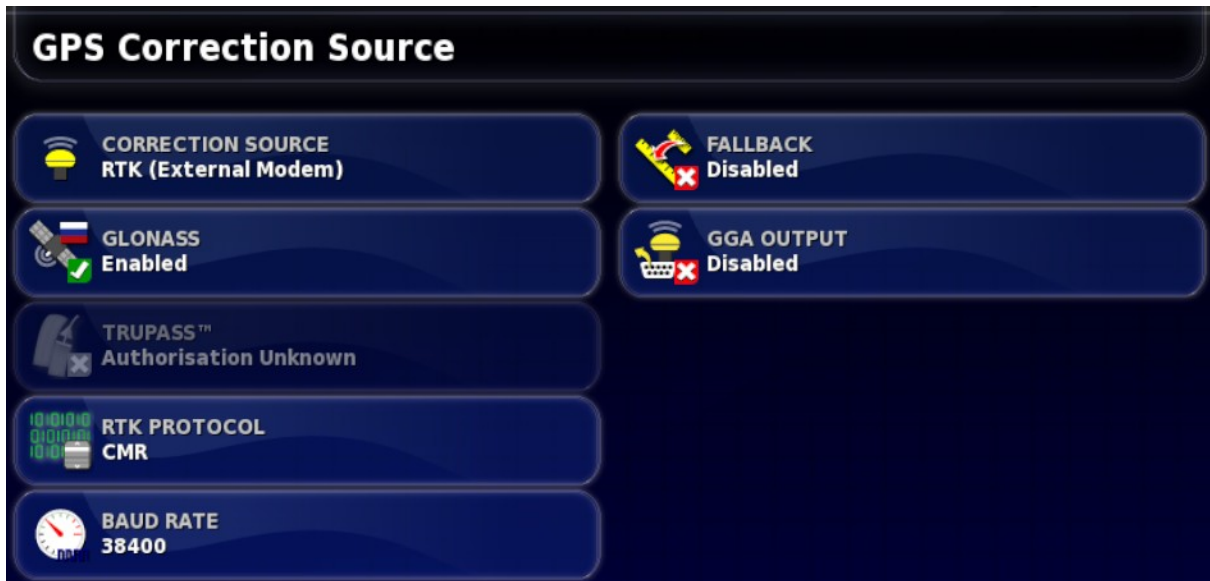 GPS Correction Source
CORRECTION SOURCE
RTK (External Modem)
FALLBACK
Disabled
GLONASS
Enabled
GGA OUTPUT
Disabled
TRUPASS™
Authorisation Unknown
RTK PROTOCOL
CMR
BAUD RATE
38400